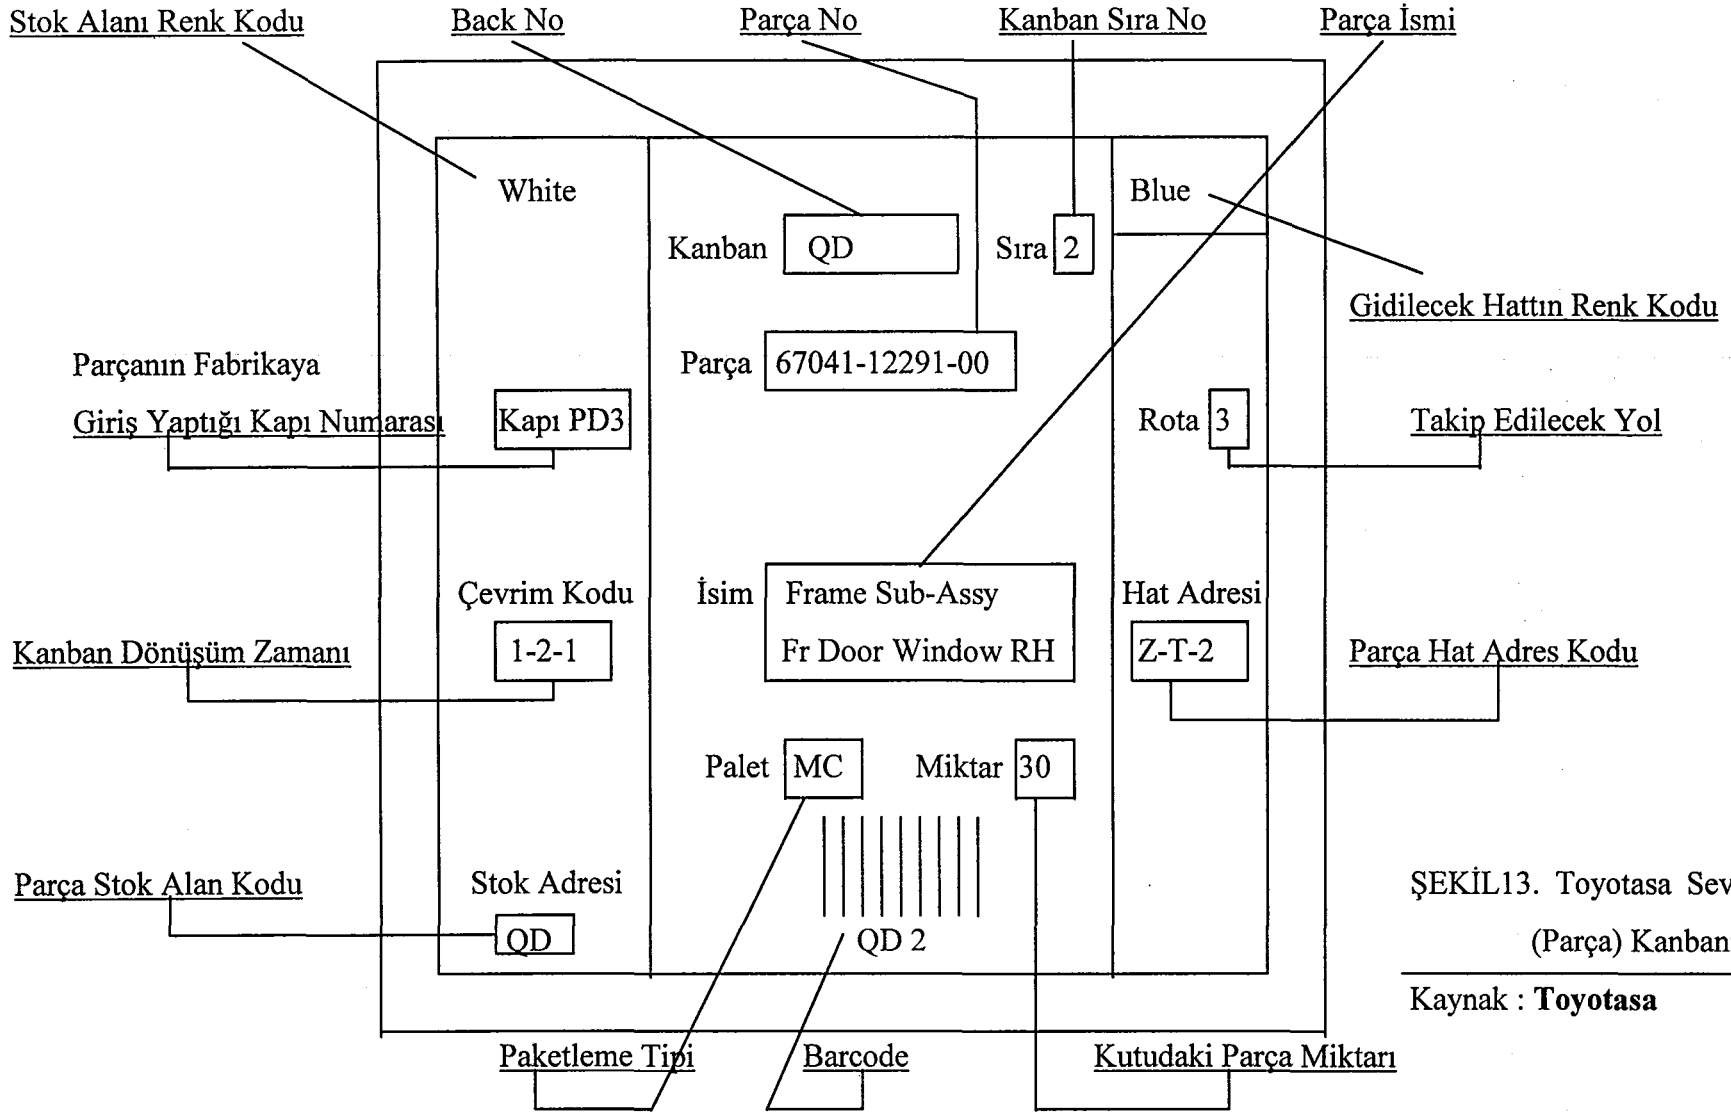 Stok Alanı Renk Kodu
Back No
Parça No
Kanban Sıra No
Parça İsmi
White
Blue
Kanban QD
Sıra 2
Gidilecek Hattın Renk Kodu
Parçanın Fabrikaya
Giriş Yaptığı Kapı Numarası
Parça 67041-12291-00
Kapı PD3
Rota 3
Takip Edilecek Yol
Çevrim Kodu
İsim Frame Sub-Assy
Hat Adresi
Kanban Dönüşüm Zamanı
1-2-1
Fr Door Window RH
Z-T-2
Parça Hat Adres Kodu
Palet MC
Miktar 30
Parça Stok Alan Kodu
Stok Adresi
QD
QD 2
ŞEKİL13. Toyotasa Sev
(Parça) Kanban
Kaynak : Toyotasa
Paketleme Tipi
Barcode
Kutudaki Parça Miktarı